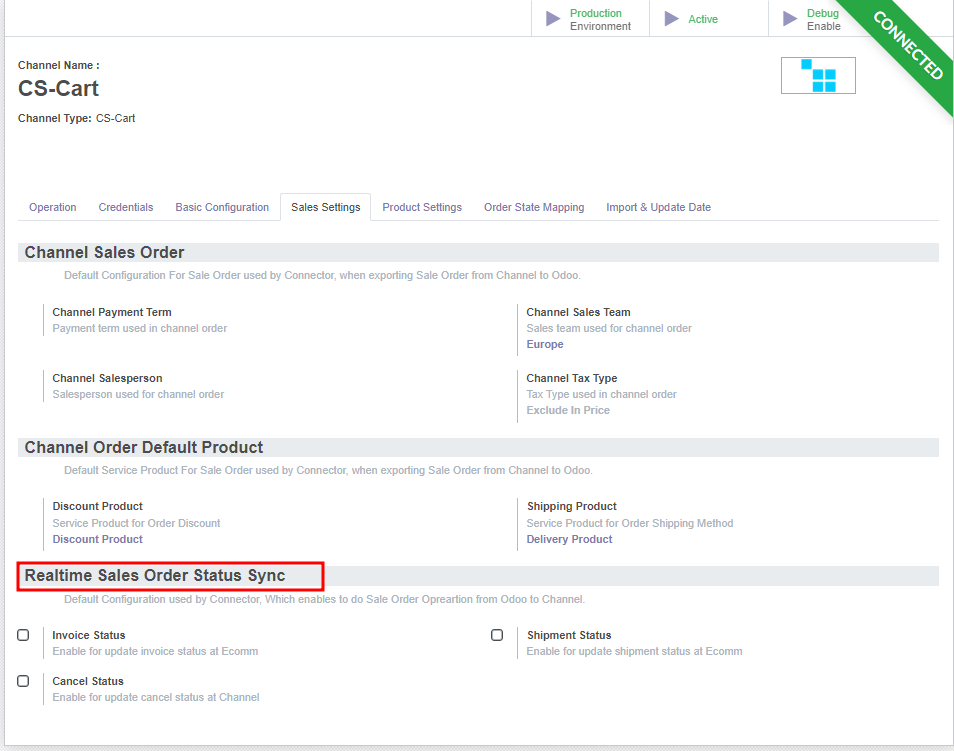 Production
Environment
Active
Debug
Enable
CONNECTED
Channel Name :
CS-Cart
Channel Type: CS-Cart
Operation Credentials Basic Configuration Sales Settings Product Settings Order State Mapping Import & Update Date
Channel Sales Order
Default Configuration For Sale Order used by Connector, when exporting Sale Order from Channel to Odoo.
Channel Payment Term
Payment term used in channel order
Channel Sales Team
Sales team used for channel order
Europe
Channel Salesperson
Salesperson used for channel order
Channel Tax Type
Tax Type used in channel order
Exclude In Price
Channel Order Default Product
Default Service Product For Sale Order used by Connector, when exporting Sale Order from Channel to Odoo.
Discount Product
Service Product for Order Discount
Discount Product
Shipping Product
Service Product for Order Shipping Method
Delivery Product
Realtime Sales Order Status Sync
Default Configuration used by Connector, Which enables to do Sale Order Opreartion from Odoo to Channel.
Invoice Status
Enable for update invoice status at Ecomm
Shipment Status
Enable for update shipment status at Ecomm
Cancel Status
Enable for update cancel status at Channel